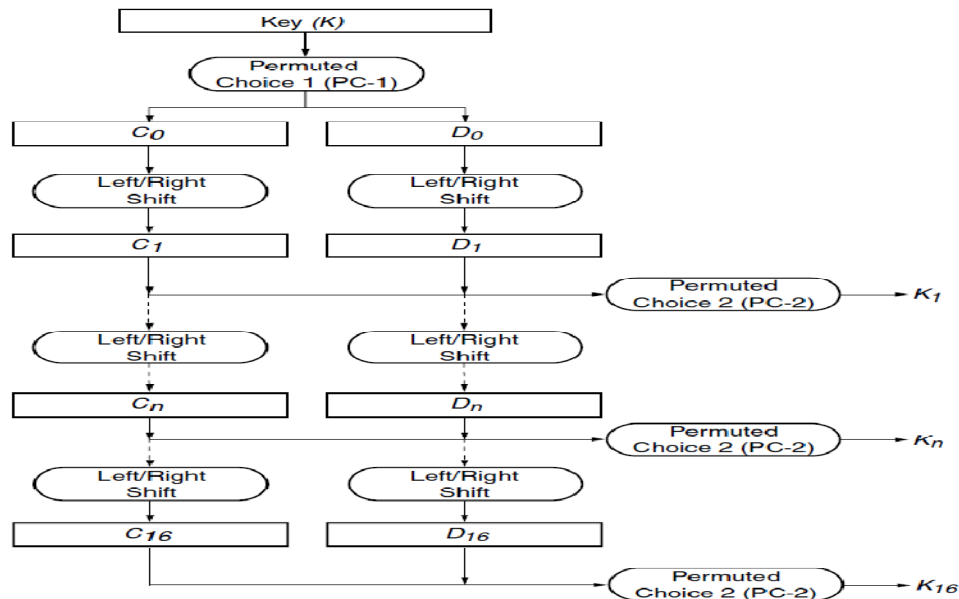 Key (K)
Permuted
Choice 1 (PC-1)
C0
D0
Left/Right
Shift
Left/Right
Shift
C1
D1
Permuted
Choice 2 (PC-2)
K1
Left/Right
Shift
Left/Right
Shift
Cn
Dn
Permuted
Choice 2 (PC-2)
Kn
Left/Right
Shift
Left/Right
Shift
C16
D16
Permuted
Choice 2 (PC-2)
K16